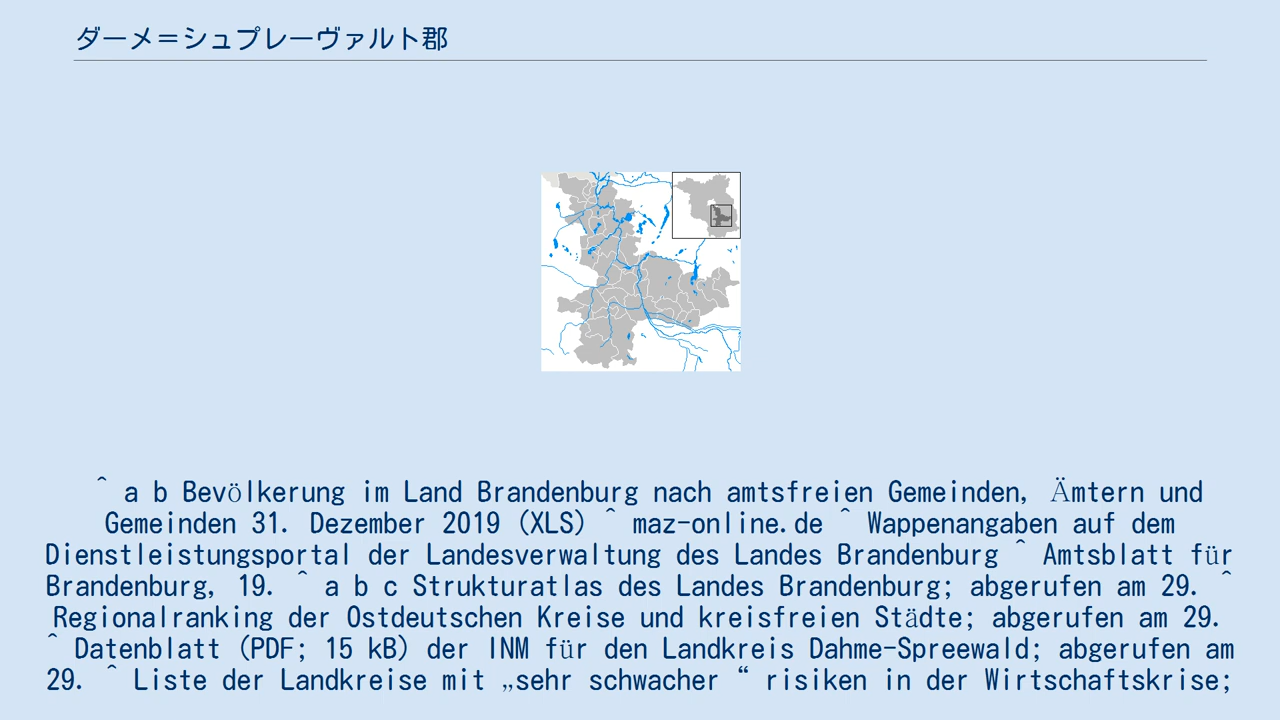 ダーメ＝シュプレーヴァルト郡
^ a b Bevölkerung im Land Brandenburg nach amtsfreien Gemeinden, Ämtern und
Gemeinden 31. Dezember 2019 (XLS) ^ maz-online.de ^ Wappenangaben auf dem
Dienstleistungsportal der Landesverwaltung des Landes Brandenburg ^ Amtsblatt für
Brandenburg, 19. ^ a b c Strukturatlas des Landes Brandenburg; abgerufen am 29. ^
Regionalranking der Ostdeutschen Kreise und kreisfreien Städte; abgerufen am 29.
^ Datenblatt (PDF; 15 kB) der INM für den Landkreis Dahme-Spreewald; abgerufen am
29. ^ Liste der Landkreise mit „sehr schwacher “ risiken in der Wirtschaftskrise;